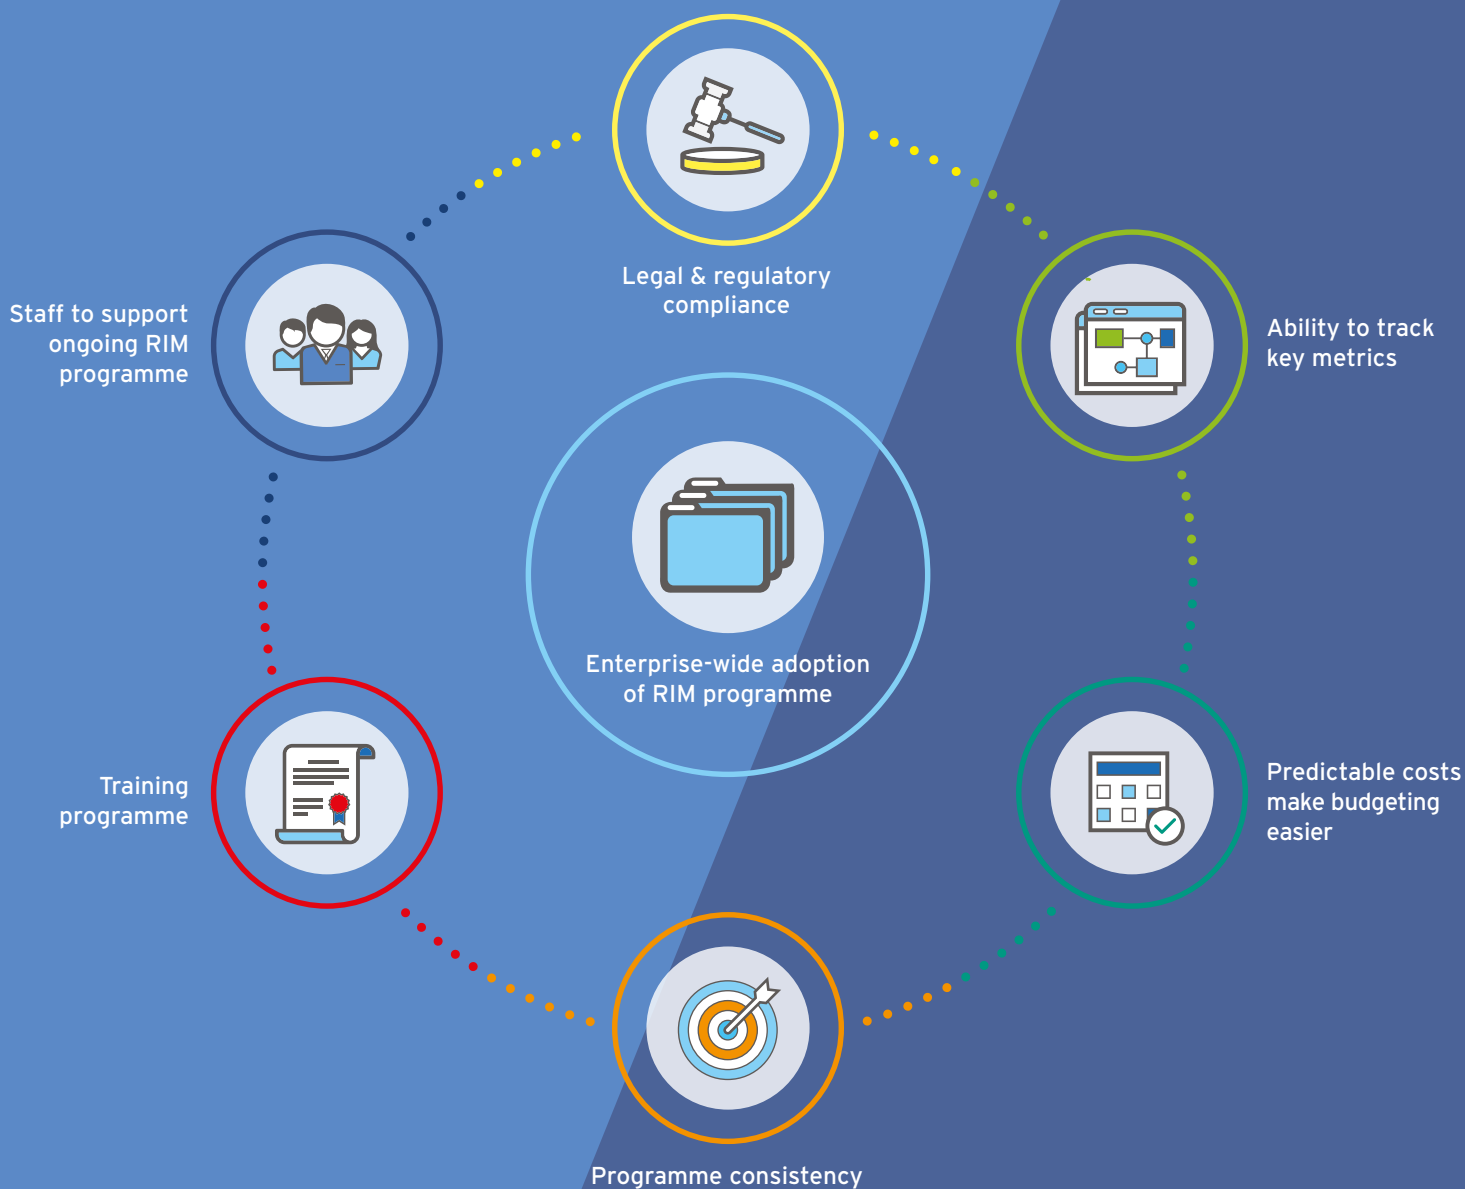 Legal & regulatory
compliance
Staff to support
ongoing RIM
programme
Ability to track
key metrics
Enterprise-wide adoption
of RIM programme
Training
programme
Predictable costs
make budgeting
easier
Programme consistency